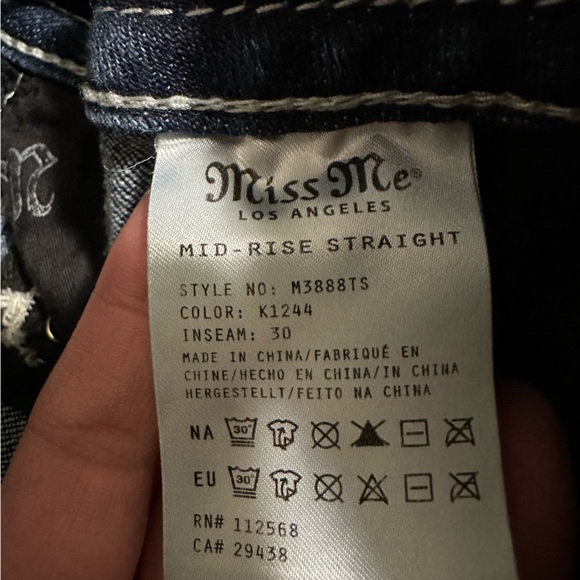 Miss Me®
LOS ANGELES
MID-RISE STRAIGHT
STYLE NO: M3888TS
COLOR: K1244
INSEAM: 30
MADE IN CHINA/FABRIQUÉ EN
CHINE/HECHO EN CHINA/IN CHINA
HERGESTELLT/FEITO NA CHINA
NA 30°
EU 30°
RN# 112568
CA# 29438
m